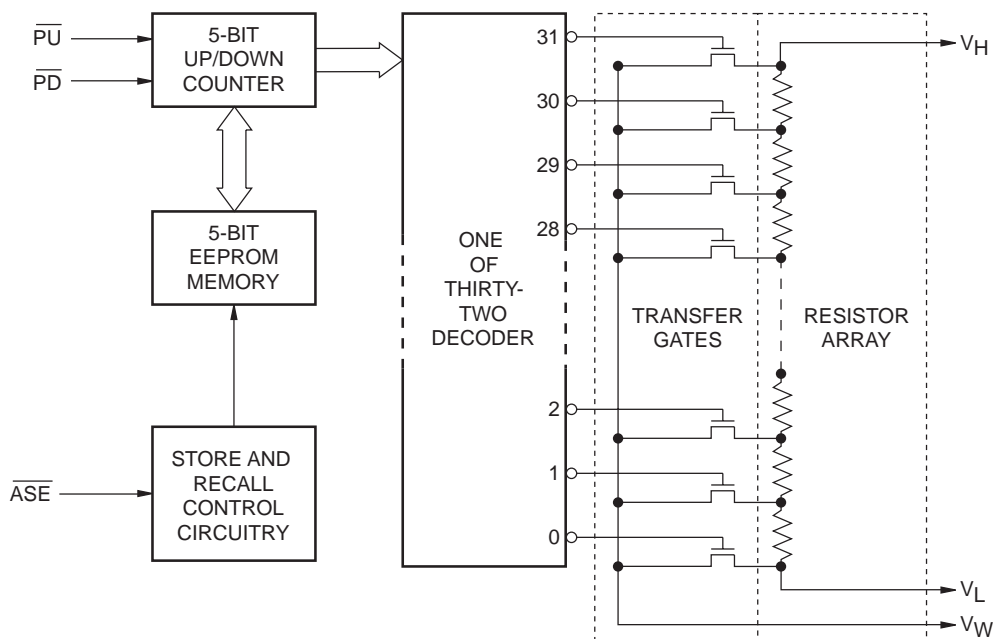 PU
PD
5-BIT
UP/DOWN
COUNTER
5-BIT
EEPROM
MEMORY
ASE
STORE AND
RECALL
CONTROL
CIRCUITRY
ONE
OF
THIRTY-
TWO
DECODER
31
30
29
28
2
1
0
TRANSFER
GATES
RESISTOR
ARRAY
VH
VL
VW